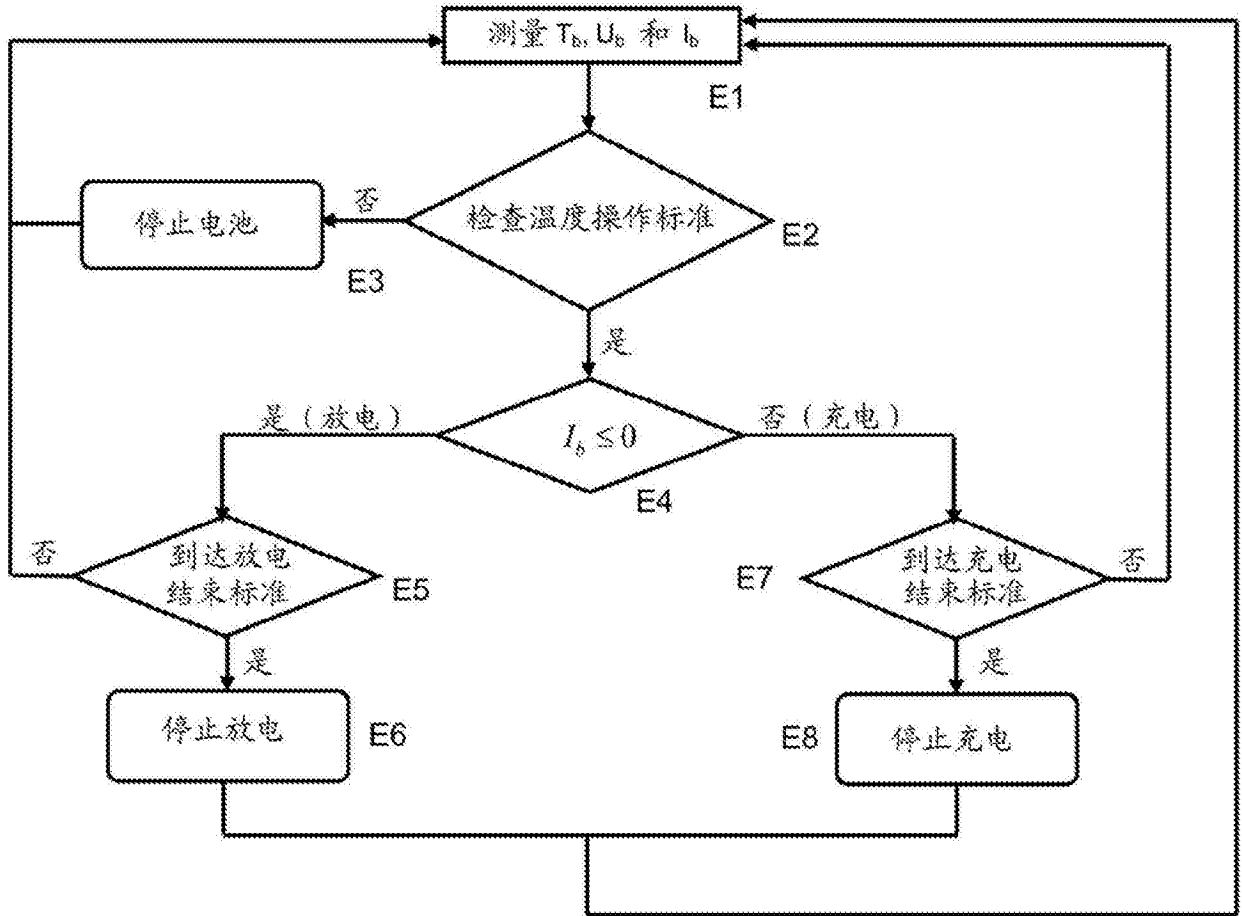 测量 Tb, Ub 和 Ib
E1
检查温度操作标准
E2
否
停止电池
E3
是
Ib ≤ 0
E4
是（放电）
否（充电）
到达放电
结束标准
E5
否
是
停止放电
E6
到达充电
结束标准
E7
否
是
停止充电
E8